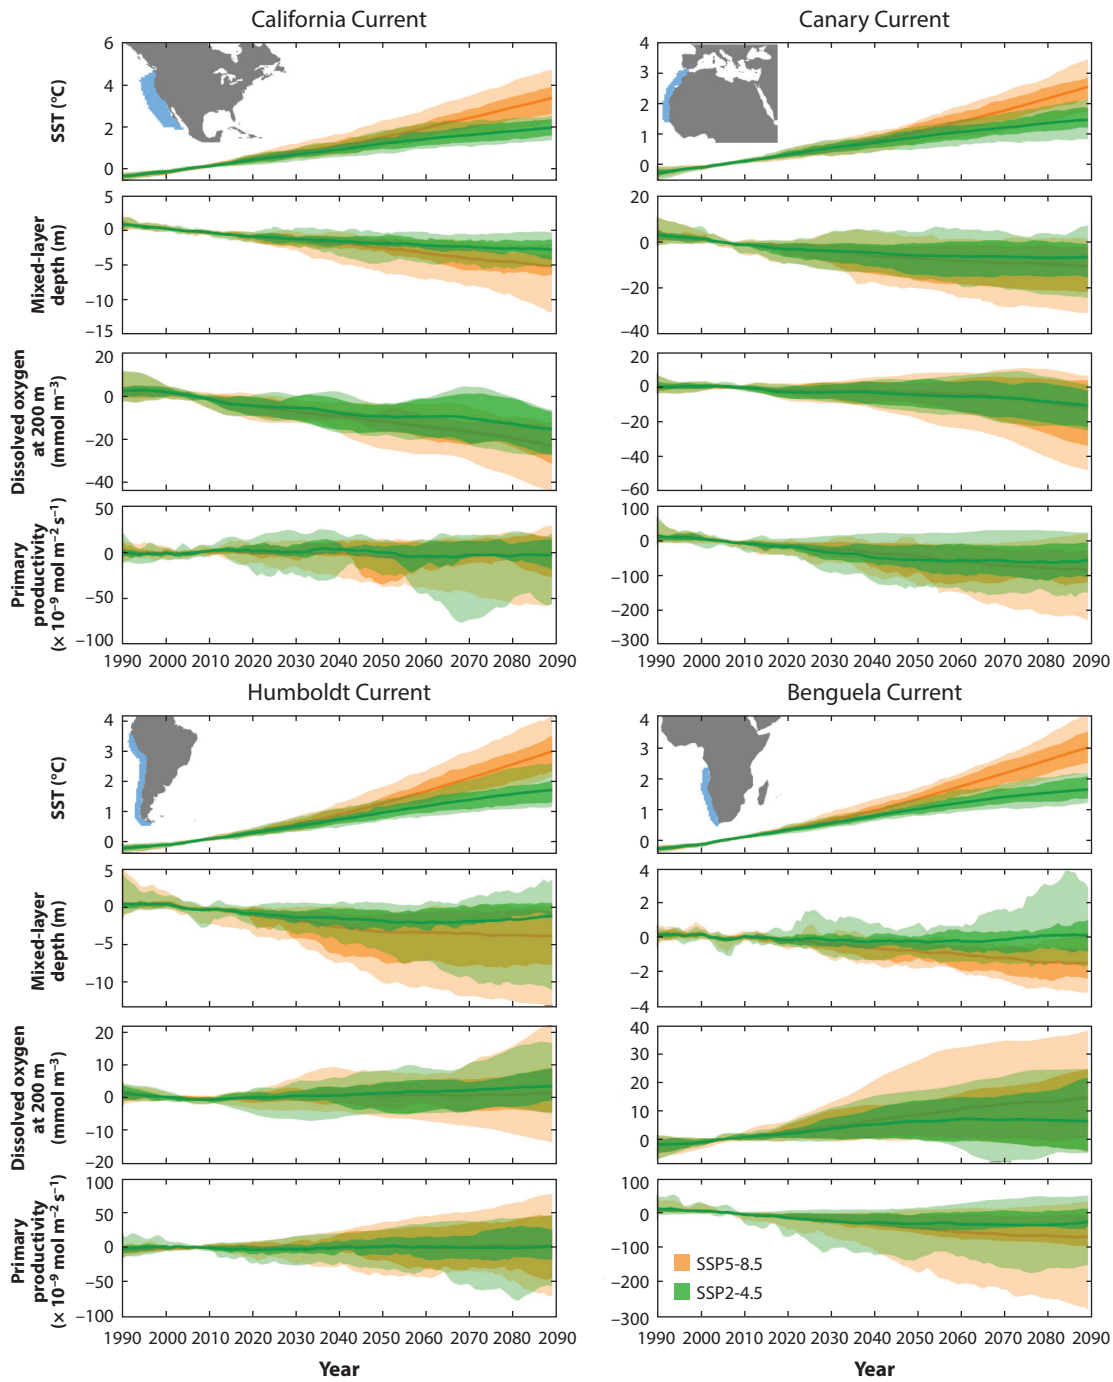 California Current
Canary Current
SST (°C)
6
4
2
0
4
3
2
1
0
Mixed-layer
depth (m)
5
0
−5
−10
−15
20
0
−20
−40
Dissolved oxygen
at 200 m
(mmol m−3)
20
0
−20
−40
20
0
−20
−40
−60
Primary
productivity
(× 10−9 mol m−2 s−1)
50
0
−50
−100
100
0
−100
−200
−300
1990 2000 2010 2020 2030 2040 2050 2060 2070 2080 2090
1990 2000 2010 2020 2030 2040 2050 2060 2070 2080 2090
Humboldt Current
Benguela Current
SST (°C)
4
3
2
1
0
4
3
2
1
0
Mixed-layer
depth (m)
5
0
−5
−10
4
2
0
−2
−4
Dissolved oxygen
at 200 m
(mmol m−3)
20
10
0
−10
−20
40
30
20
10
0
Primary
productivity
(× 10−9 mol m−2 s−1)
100
50
0
−50
−100
100
0
−100
−200
−300
SSP5-8.5
SSP2-4.5
1990 2000 2010 2020 2030 2040 2050 2060 2070 2080 2090
1990 2000 2010 2020 2030 2040 2050 2060 2070 2080 2090
Year
Year